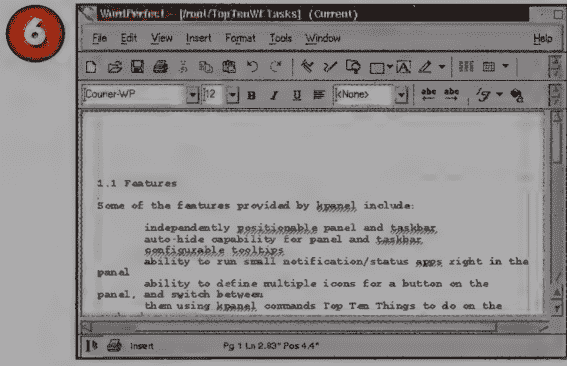 6
WordPerfect - [/root/TopTenWP Tasks] (Current)
File Edit View Insert Format Tools Window Help
Courier-WP 12 B I U <None> abc abc
1.1 Features
Some of the features provided by kpanel include:
independently positionable panel and taskbar
auto-hide capability for panel and taskbar
configurable tooltips
ability to run small notification/status apps right in the
panel
ability to define multiple icons for a button on the
panel, and switch between
them using kpanel commands Top Ten Things to do on the
Insert Pg 1 Ln 2.83" Pos 4.4"